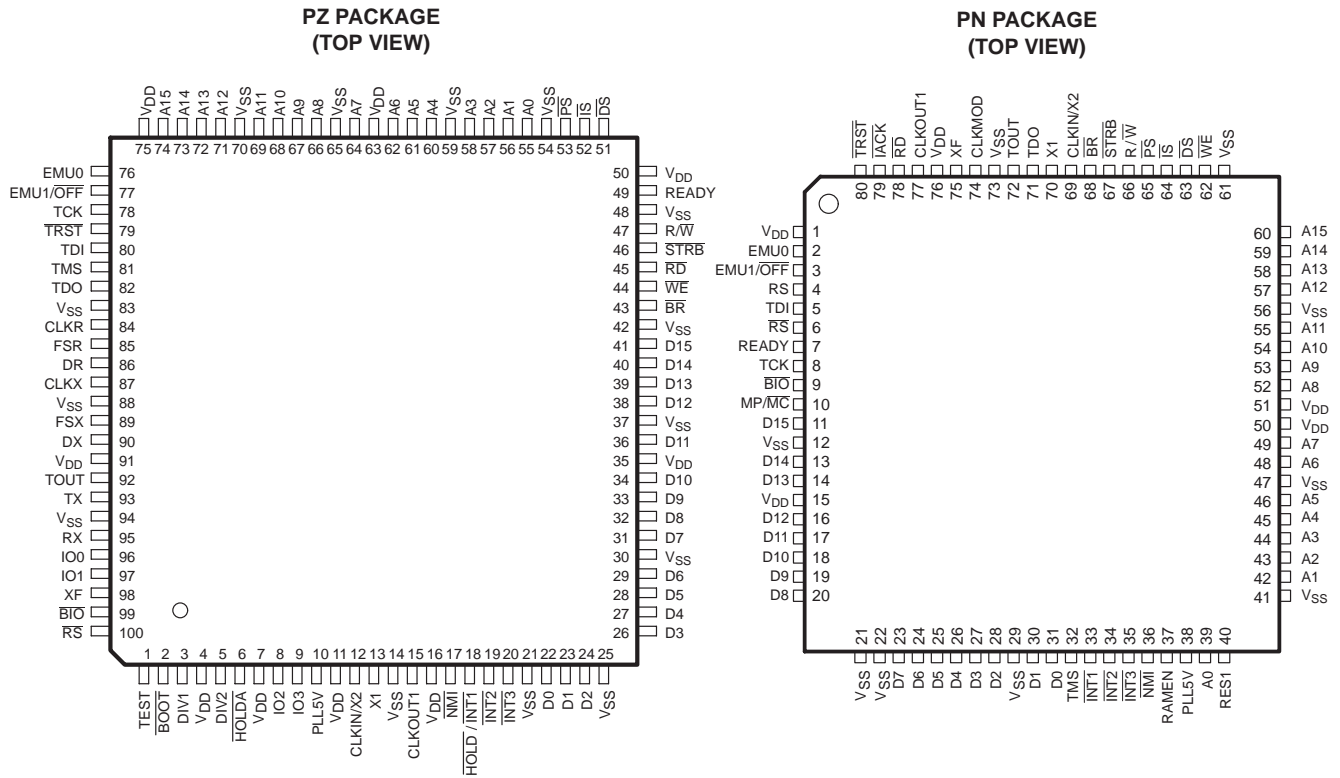 PZ PACKAGE
(TOP VIEW)
VDD
A15
A14
A13
A12
VSS
A11
A10
A9
A8
VSS
A7
VDD
A6
A5
A4
VSS
A3
A2
A1
A0
VSS
PS
IS
DS
75 74 73 72 71 70 69 68 67 66 65 64 63 62 61 60 59 58 57 56 55 54 53 52 51
EMU0 76
EMU1/OFF 77
TCK 78
TRST 79
TDI 80
TMS 81
TDO 82
VSS 83
CLKR 84
FSR 85
DR 86
CLKX 87
VSS 88
FSX 89
DX 90
VDD 91
TOUT 92
TX 93
VSS 94
RX 95
IO0 96
IO1 97
XF 98
BIO 99
RS 100
50 VDD
49 READY
48 VSS
47 R/W
46 STRB
45 RD
44 WE
43 BR
42 VSS
41 D15
40 D14
39 D13
38 D12
37 VSS
36 D11
35 VDD
34 D10
33 D9
32 D8
31 D7
30 VSS
29 D6
28 D5
27 D4
26 D3
1 2 3 4 5 6 7 8 9 10 11 12 13 14 15 16 17 18 19 20 21 22 23 24 25
TEST
BOOT
DIV1
VDD
DIV2
HOLDA
VDD
IO2
IO3
PLL5V
VDD
CLKIN/X2
X1
VSS
CLKOUT1
VDD
NMI
HOLD / INT1
INT2
INT3
VSS
D0
D1
D2
VSS
PN PACKAGE
(TOP VIEW)
TRST
IACK
RD
CLKOUT1
VDD
XF
CLKMOD
VSS
TOUT
TDO
X1
CLKIN/X2
BR
STRB
R/W
PS
IS
DS
WE
VSS
80 79 78 77 76 75 74 73 72 71 70 69 68 67 66 65 64 63 62 61
VDD 1
EMU0 2
EMU1/OFF 3
RS 4
TDI 5
RS 6
READY 7
TCK 8
BIO 9
MP/MC 10
D15 11
VSS 12
D14 13
D13 14
VDD 15
D12 16
D11 17
D10 18
D9 19
D8 20
60 A15
59 A14
58 A13
57 A12
56 VSS
55 A11
54 A10
53 A9
52 A8
51 VDD
50 VDD
49 A7
48 A6
47 VSS
46 A5
45 A4
44 A3
43 A2
42 A1
41 VSS
21 22 23 24 25 26 27 28 29 30 31 32 33 34 35 36 37 38 39 40
VSS
VSS
D7
D6
D5
D4
D3
D2
VSS
D1
D0
TMS
INT1
INT2
INT3
NMI
RAMEN
PLL5V
A0
RES1